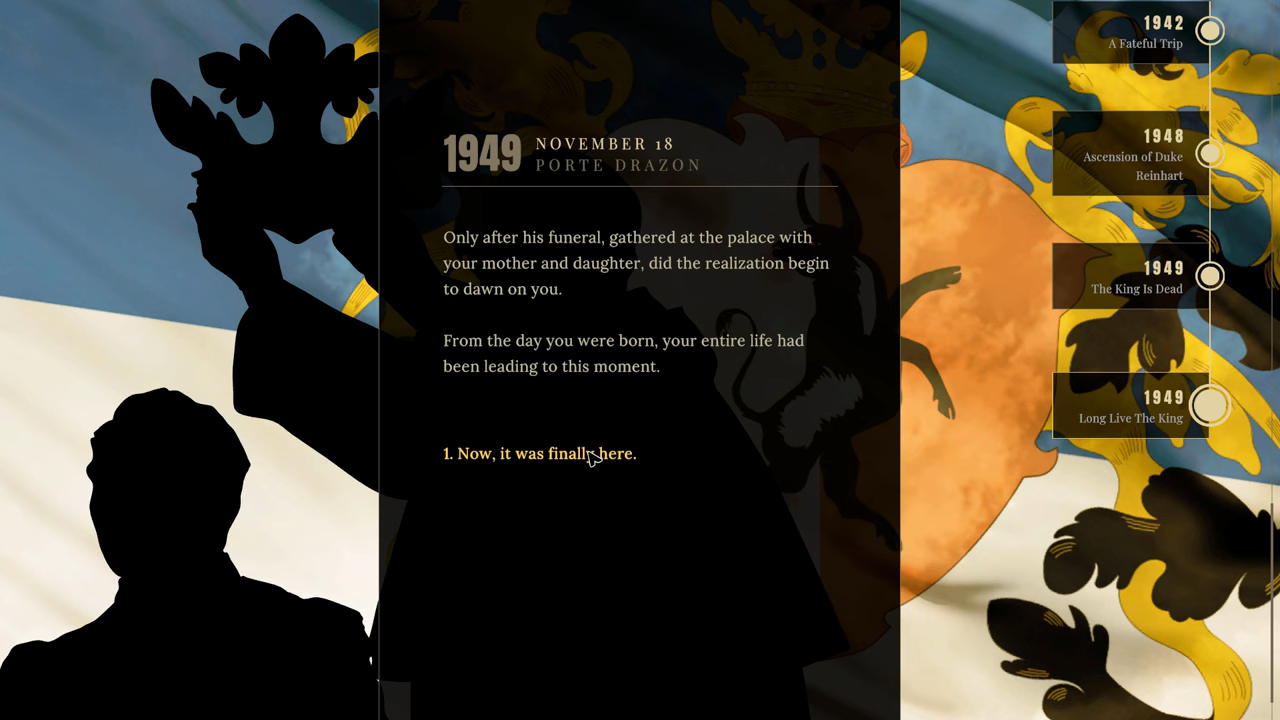 1949 NOVEMBER 18
PORTE DRAZON
Only after his funeral, gathered at the palace with
your mother and daughter, did the realization begin
to dawn on you.
From the day you were born, your entire life had
been leading to this moment.
1. Now, it was finally here.
1942
A Fateful Trip
1948
Ascension of Duke
Reinhart
1949
The King Is Dead
1949
Long Live The King